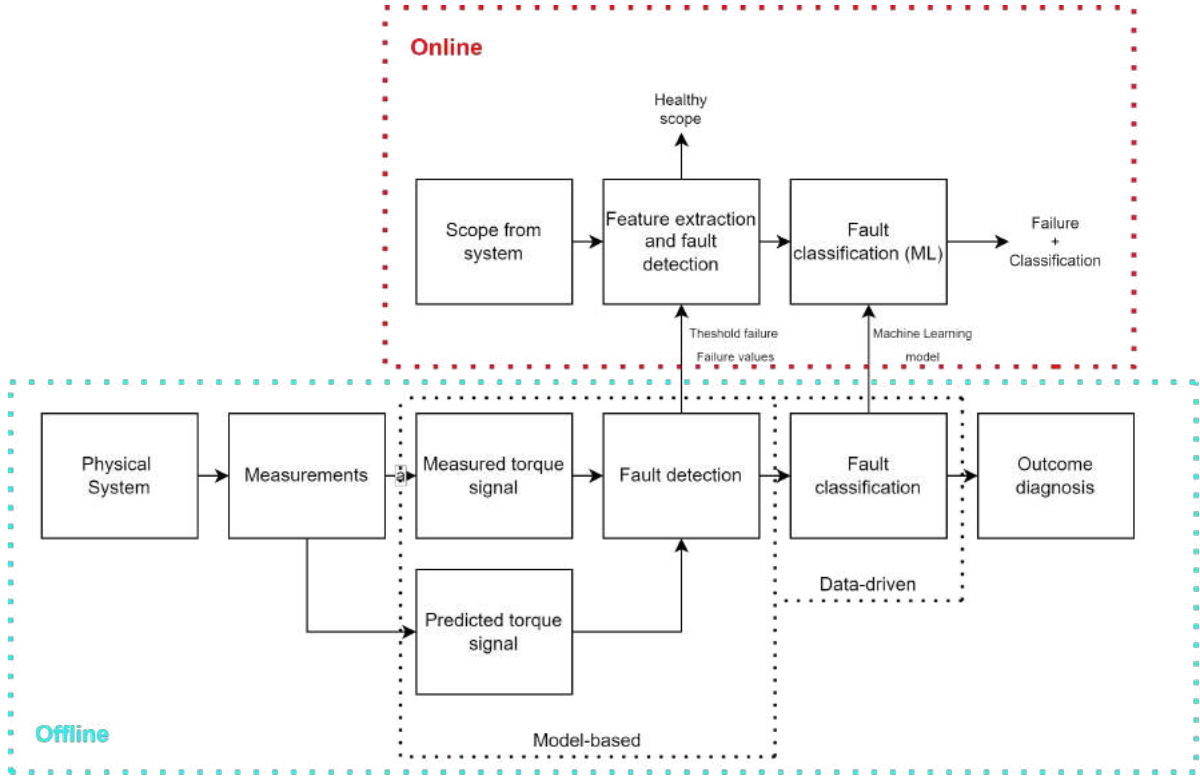 Online
Healthy
scope
Scope from
system
Feature extraction
and fault
detection
Fault
classification (ML)
Failure
+
Classification
Theshold failure
Failure values
Machine Learning
model
Physical
System
Measurements
a
Measured torque
signal
Fault detection
Fault
classification
Outcome
diagnosis
Data-driven
Predicted torque
signal
Offline
Model-based